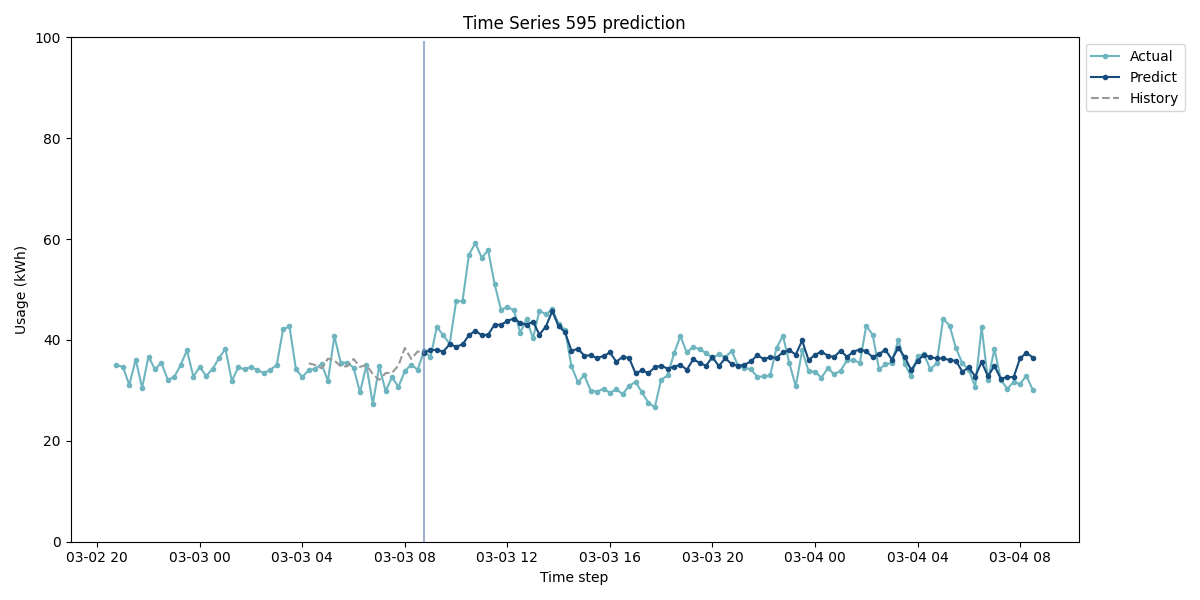 Time Series 595 prediction
Usage (kWh)
100
80
60
40
20
0
03-02 20
03-03 00
03-03 04
03-03 08
03-03 12
03-03 16
03-03 20
03-04 00
03-04 04
03-04 08
Time step
Actual
Predict
History